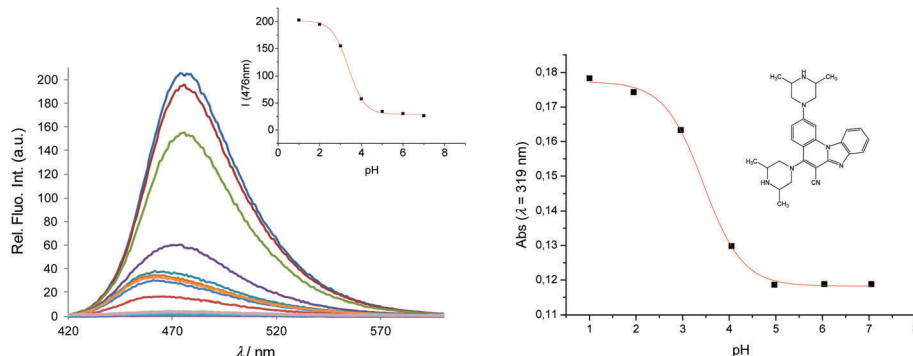 Rel. Fluo. Int. (a.u.)
200
180
160
140
120
100
80
60
40
20
0
420 470 520 570
λ/ nm
I (476nm)
200
150
100
50
0
0 2 4 6 8
pH
Abs (λ = 319 nm)
0,18
0,17
0,16
0,15
0,14
0,13
0,12
0,11
1 2 3 4 5 6 7
pH
H
N
H₃C CH₃
N
N
H₃C N N
HN CN
CH₃